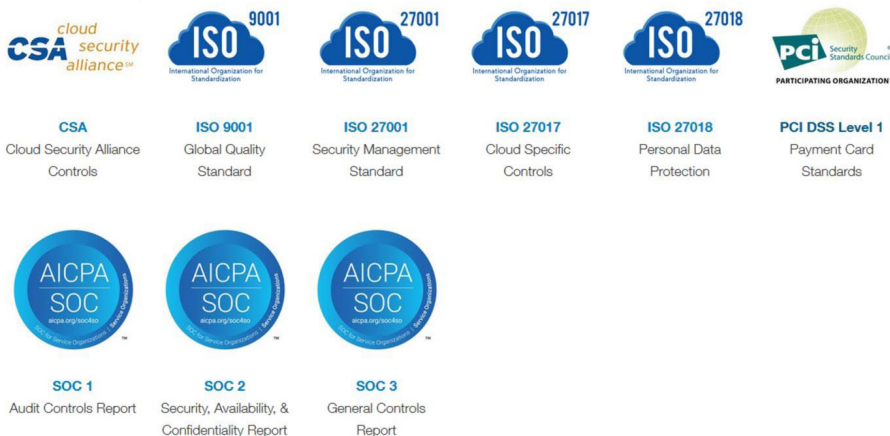 cloud
CSA security
alliance℠
ISO 9001
International Organization for
Standardization
ISO 27001
International Organization for
Standardization
ISO 27017
International Organization for
Standardization
ISO 27018
International Organization for
Standardization
PCI Security
Standards Council
PARTICIPATING ORGANIZATION
CSA
Cloud Security Alliance
Controls
ISO 9001
Global Quality
Standard
ISO 27001
Security Management
Standard
ISO 27017
Cloud Specific
Controls
ISO 27018
Personal Data
Protection
PCI DSS Level 1
Payment Card
Standards
AICPA
SOC
aicpa.org/soc4so
SOC for Service Organizations | Service Organizations
™
AICPA
SOC
aicpa.org/soc4so
SOC for Service Organizations | Service Organizations
™
AICPA
SOC
aicpa.org/soc4so
SOC for Service Organizations | Service Organizations
™
SOC 1
Audit Controls Report
SOC 2
Security, Availability, &
Confidentiality Report
SOC 3
General Controls
Report